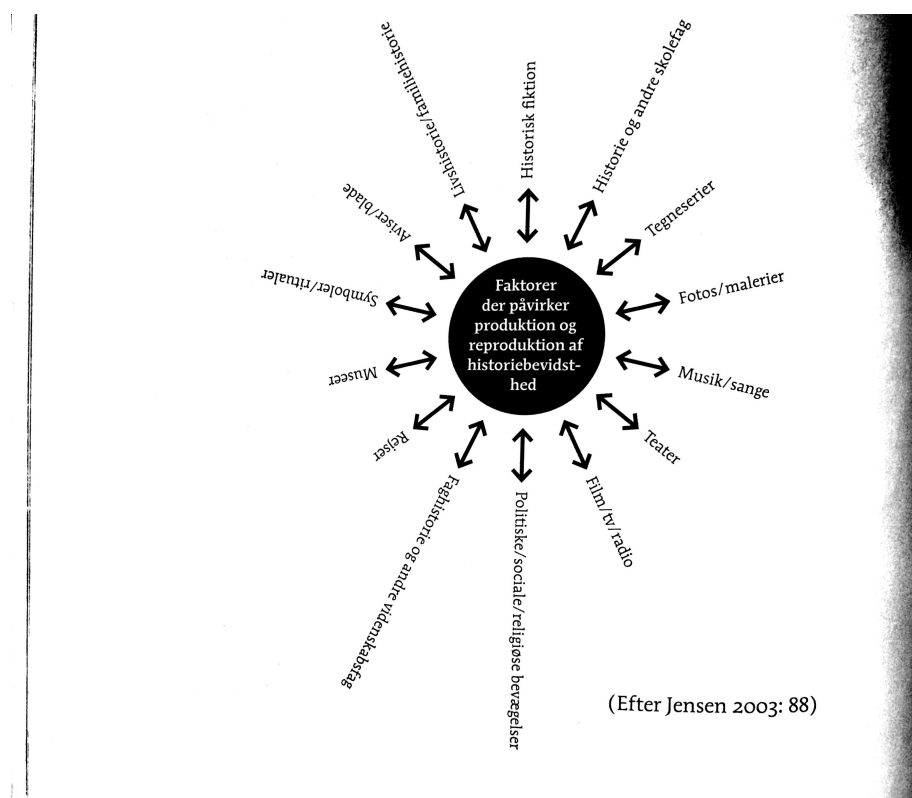 Livshistorie/familiehistorie
Historisk fiktion
Historie og andre skolefag
Aviser/blade
Tegneserier
Symboler/ritualer
Fotos/malerier
Faktorer
der påvirker
produktion og
reproduktion af
historiebevidst-
hed
Museer
Musik/sange
Rejser
Teater
Faghistorie og andre videnskabsfag
Politiske/sociale/religiøse bevægelser
Film/tv/radio
(Efter Jensen 2003: 88)